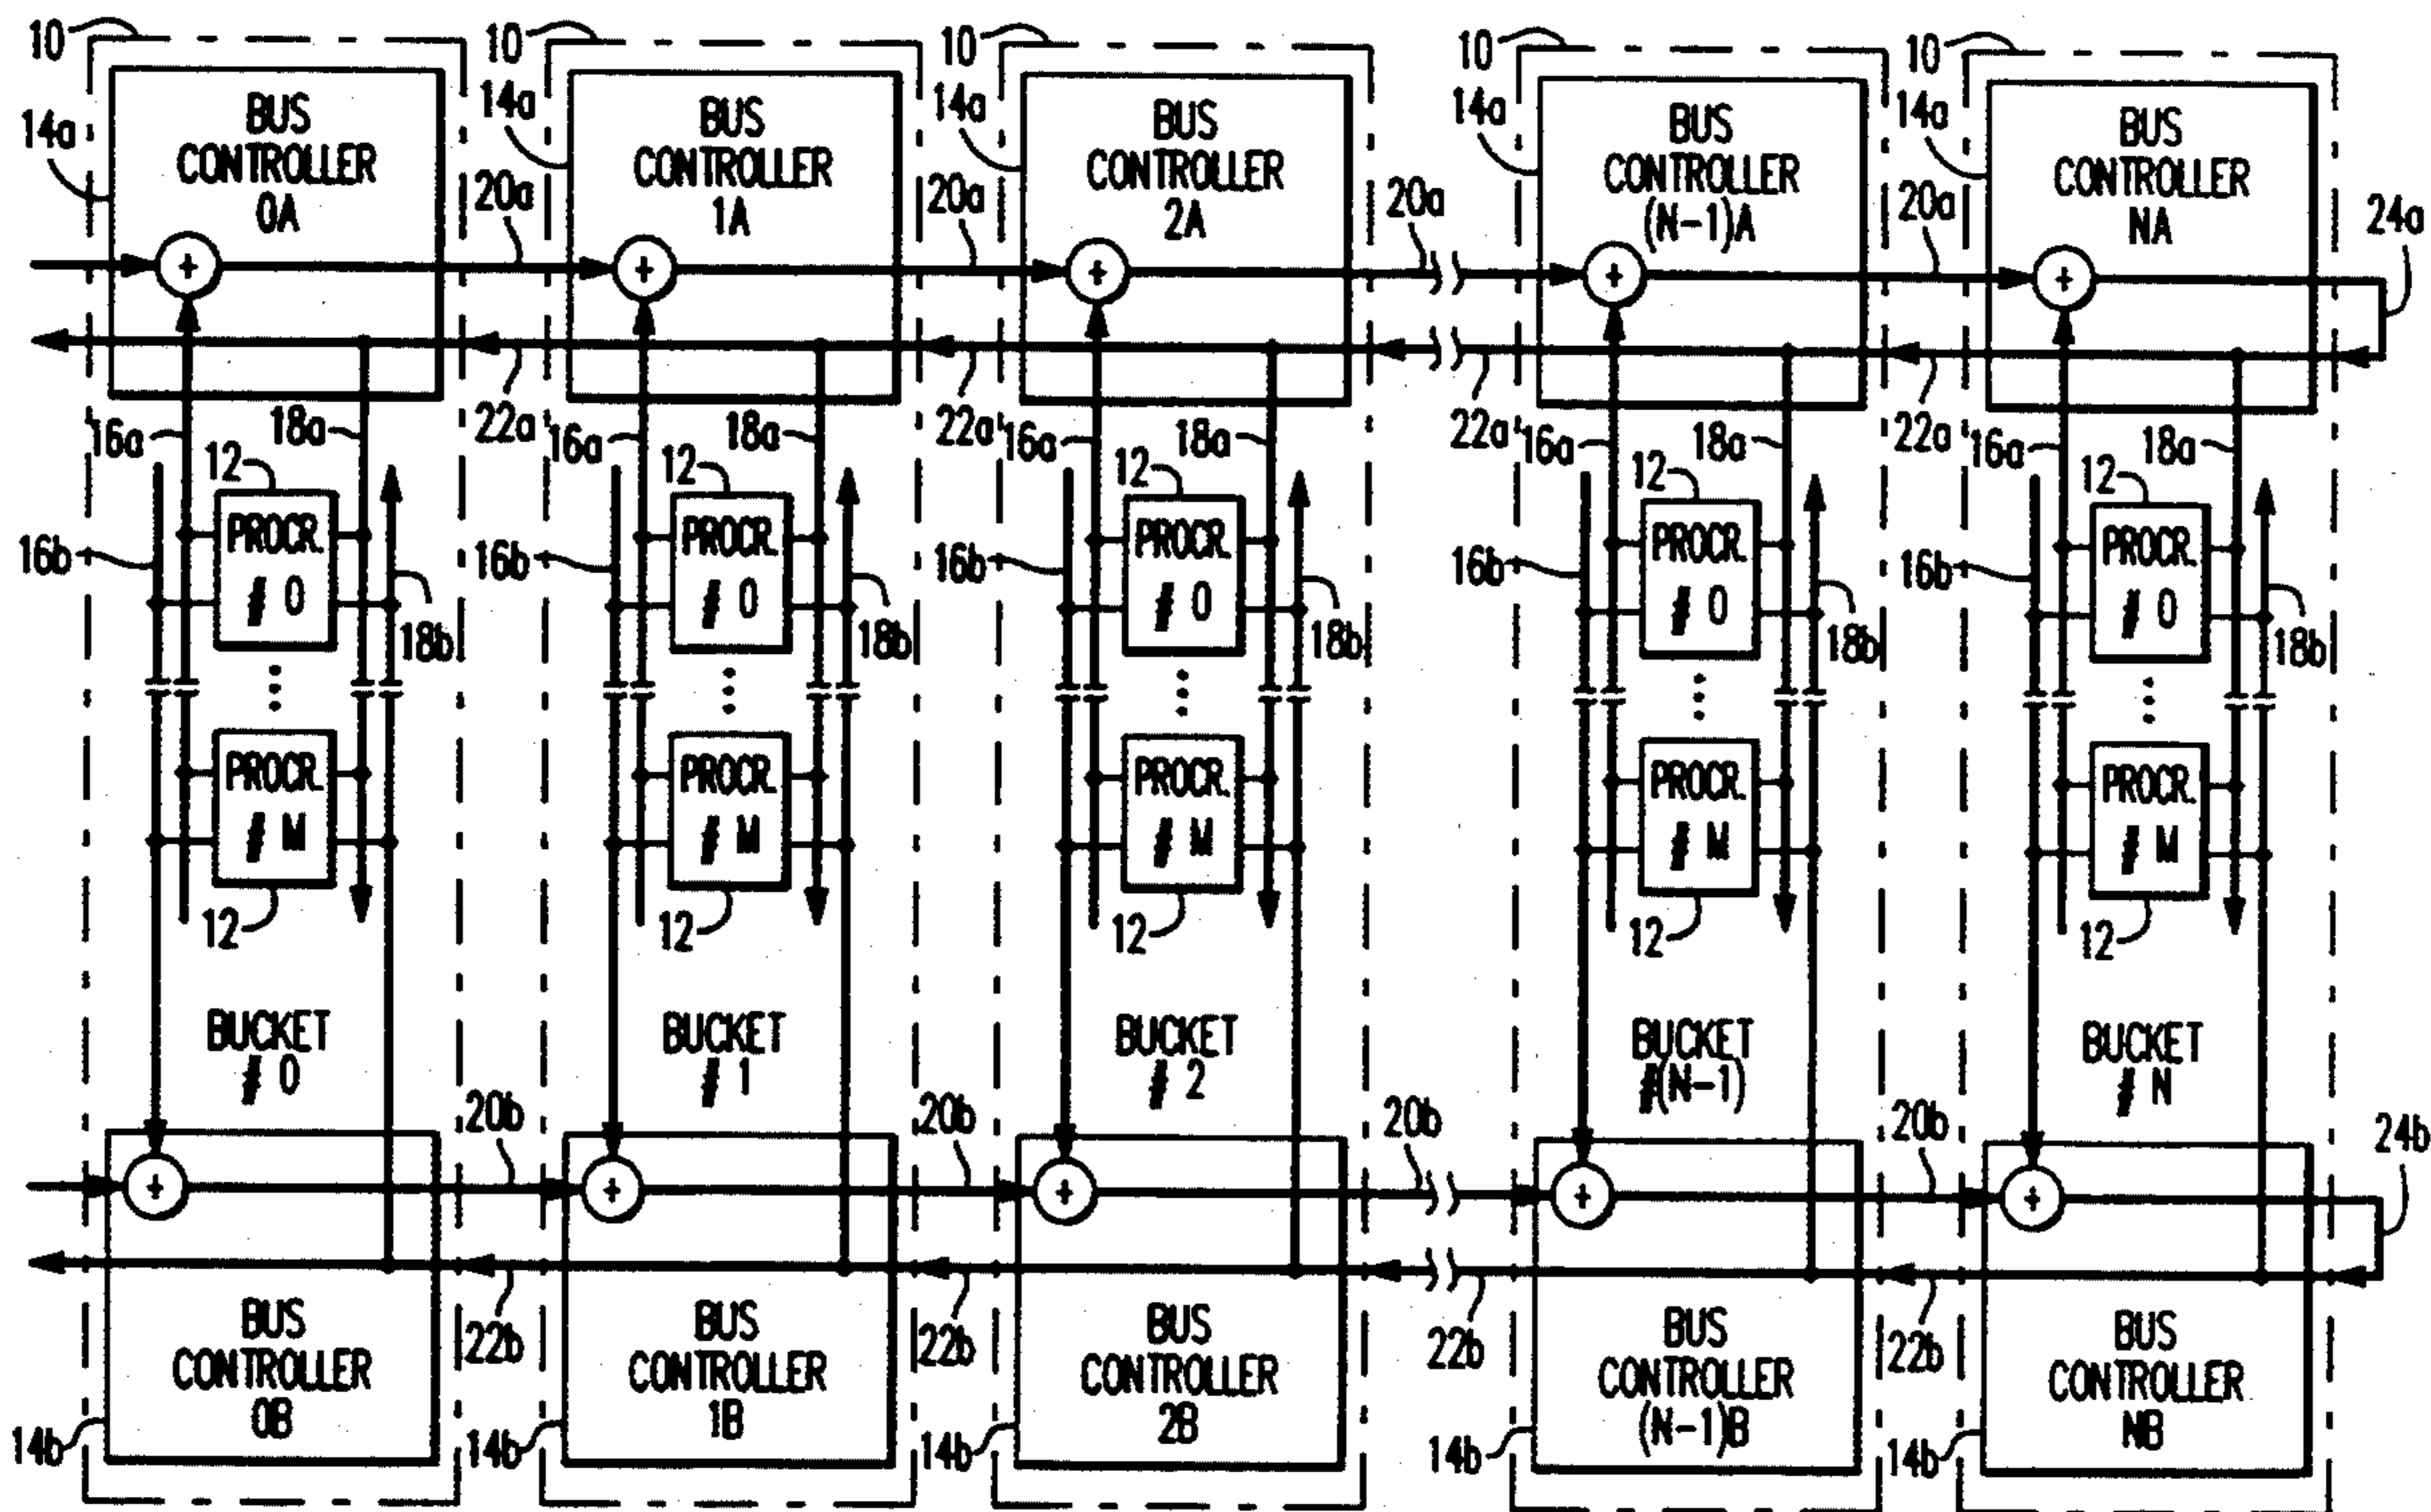 10 10 10 10 10
14a 14a 14a 14a 14a
BUS CONTROLLER 0A
BUS CONTROLLER 1A
BUS CONTROLLER 2A
BUS CONTROLLER (N-1)A
BUS CONTROLLER NA
20a 20a 20a 20a 24a
+ + + + +
22a 22a 22a 22a
16a 18a 16a 18a 16a 18a 16a 18a 16a 18a
12 12 12 12 12
16b PROCR. # 0 18b
16b PROCR. # 0 18b
16b PROCR. # 0 18b
16b PROCR. # 0 18b
16b PROCR. # 0 18b
PROCR. # M
PROCR. # M
PROCR. # M
PROCR. # M
PROCR. # M
12 12 12 12 12
BUCKET # 0
BUCKET # 1
BUCKET # 2
BUCKET #(N-1)
BUCKET # N
20b 20b 20b 20b 24b
+ + + + +
22b 22b 22b 22b
BUS CONTROLLER 0B
BUS CONTROLLER 1B
BUS CONTROLLER 2B
BUS CONTROLLER (N-1)B
BUS CONTROLLER NB
14b 14b 14b 14b 14b